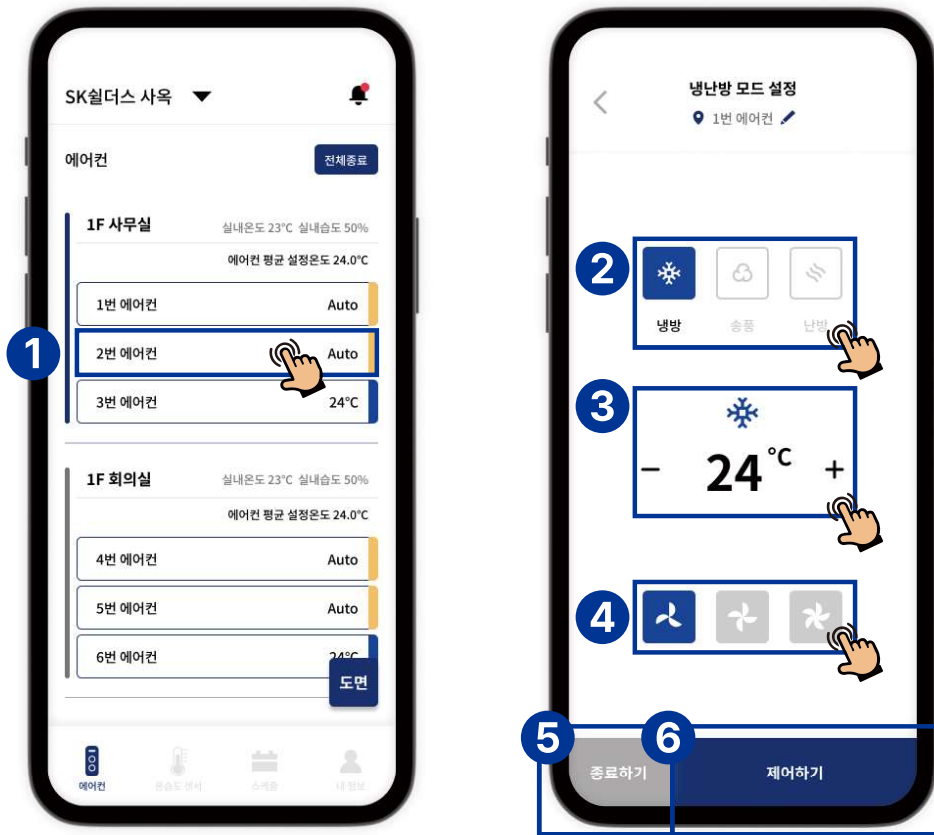 SK쉴더스 사옥
에어컨
전체종료
1F 사무실
실내온도 23°C 실내습도 50%
에어컨 평균 설정온도 24.0°C
1번 에어컨 Auto
1
2번 에어컨 Auto
3번 에어컨 24°C
1F 회의실
실내온도 23°C 실내습도 50%
에어컨 평균 설정온도 24.0°C
4번 에어컨 Auto
5번 에어컨 Auto
6번 에어컨 24°C
도면
에어컨 온습도 센서 스케줄 내 정보
냉난방 모드 설정
1번 에어컨
2
냉방 송풍 난방
3
− 24 °C +
4
5
6
종료하기 제어하기